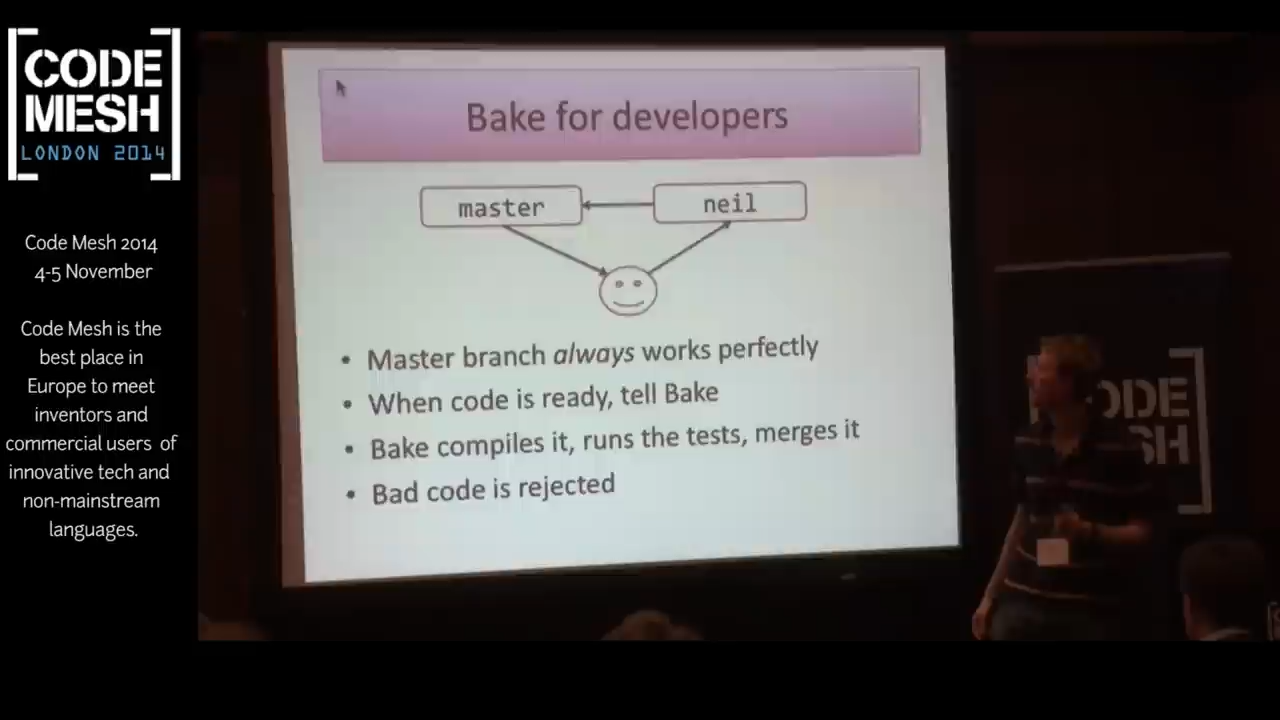 CODE
MESH
LONDON 2014
Code Mesh 2014
4-5 November
Code Mesh is the
best place in
Europe to meet
inventors and
commercial users of
innovative tech and
non-mainstream
languages.
Bake for developers
master
neil
• Master branch always works perfectly
• When code is ready, tell Bake
• Bake compiles it, runs the tests, merges it
• Bad code is rejected
ODE
SH